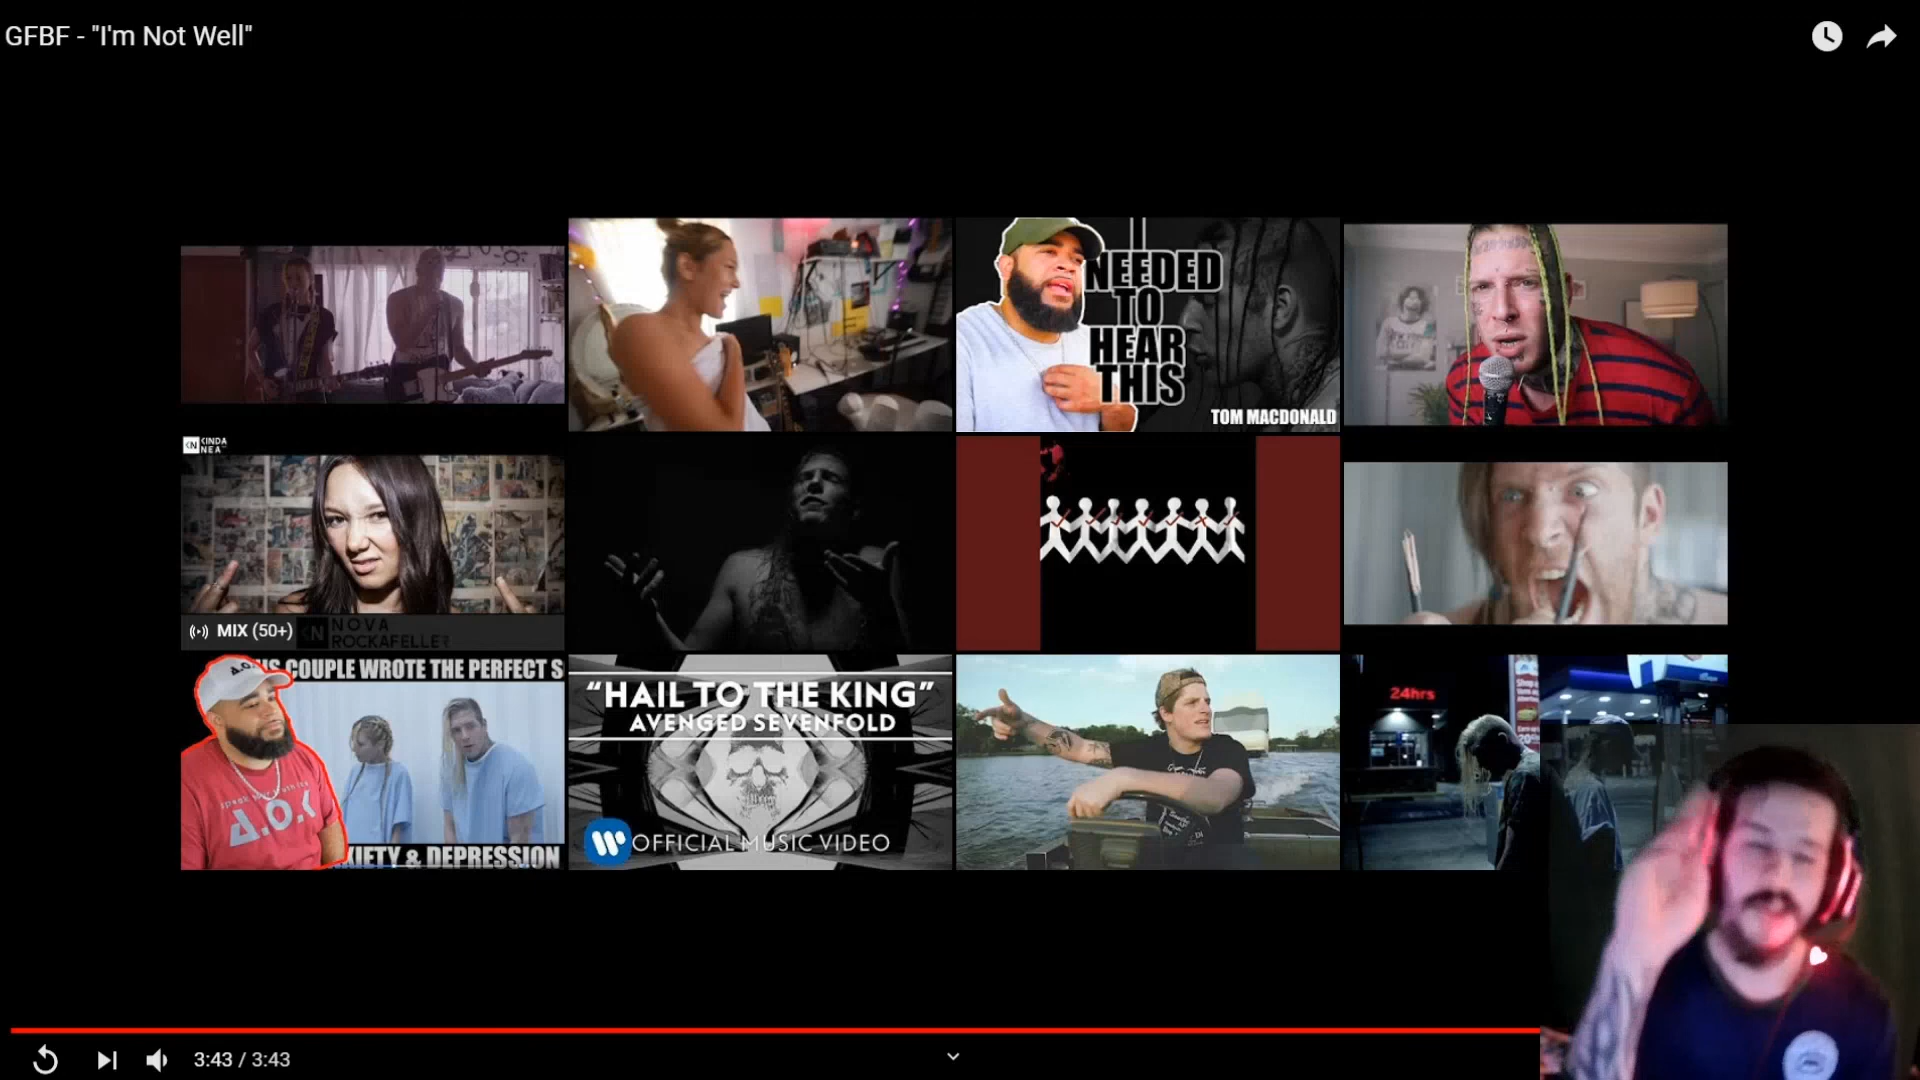 GFBF - "I'm Not Well"
I
NEEDED
TO
HEAR
THIS
TOM MACDONALD
KINDA
NEA
MIX (50+)
NOVA
ROCKAFELLER
24hrs
COUPLE WROTE THE PERFECT S
A.O.K
XIETY & DEPRESSION
"HAIL TO THE KING"
AVENGED SEVENFOLD
OFFICIAL MUSIC VIDEO
3:43 / 3:43